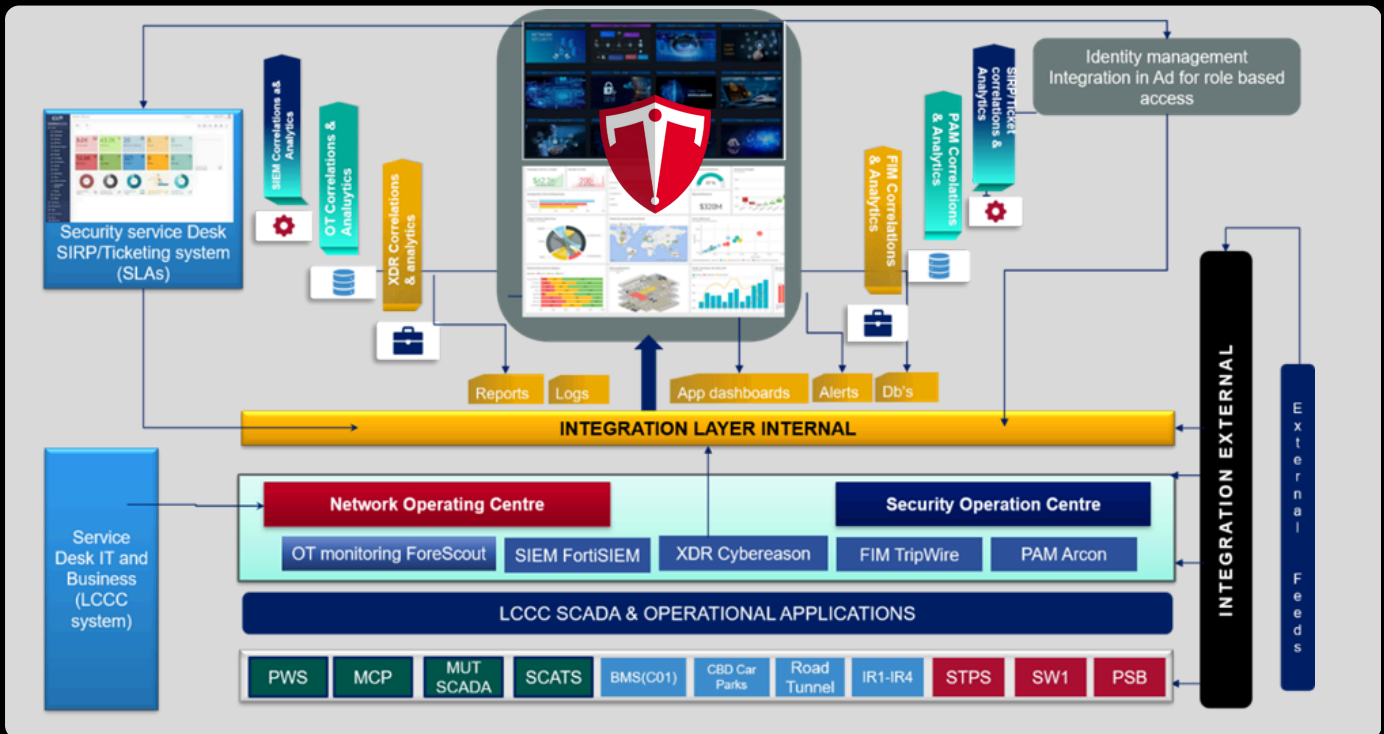 Identity management
Integration in Ad for role based
access
SIEM Correlations a&
Analytics
OT Correlations &
Analuytics
XDR Correlations
& analytics
FIM Correlations
& Analytics
PAM Correlations
& Analytics
SIRP/Ticket
correlations &
Analytics
Security service Desk
SIRP/Ticketing system
(SLAs)
$320M
Reports
Logs
App dashboards
Alerts
Db's
INTEGRATION LAYER INTERNAL
Network Operating Centre
Security Operation Centre
OT monitoring ForeScout
SIEM FortiSIEM
XDR Cybereason
FIM TripWire
PAM Arcon
LCCC SCADA & OPERATIONAL APPLICATIONS
PWS
MCP
MUT
SCADA
SCATS
BMS(C01)
CBD Car
Parks
Road
Tunnel
IR1-IR4
STPS
SW1
PSB
Service
Desk IT and
Business
(LCCC
system)
INTEGRATION EXTERNAL
External Feeds